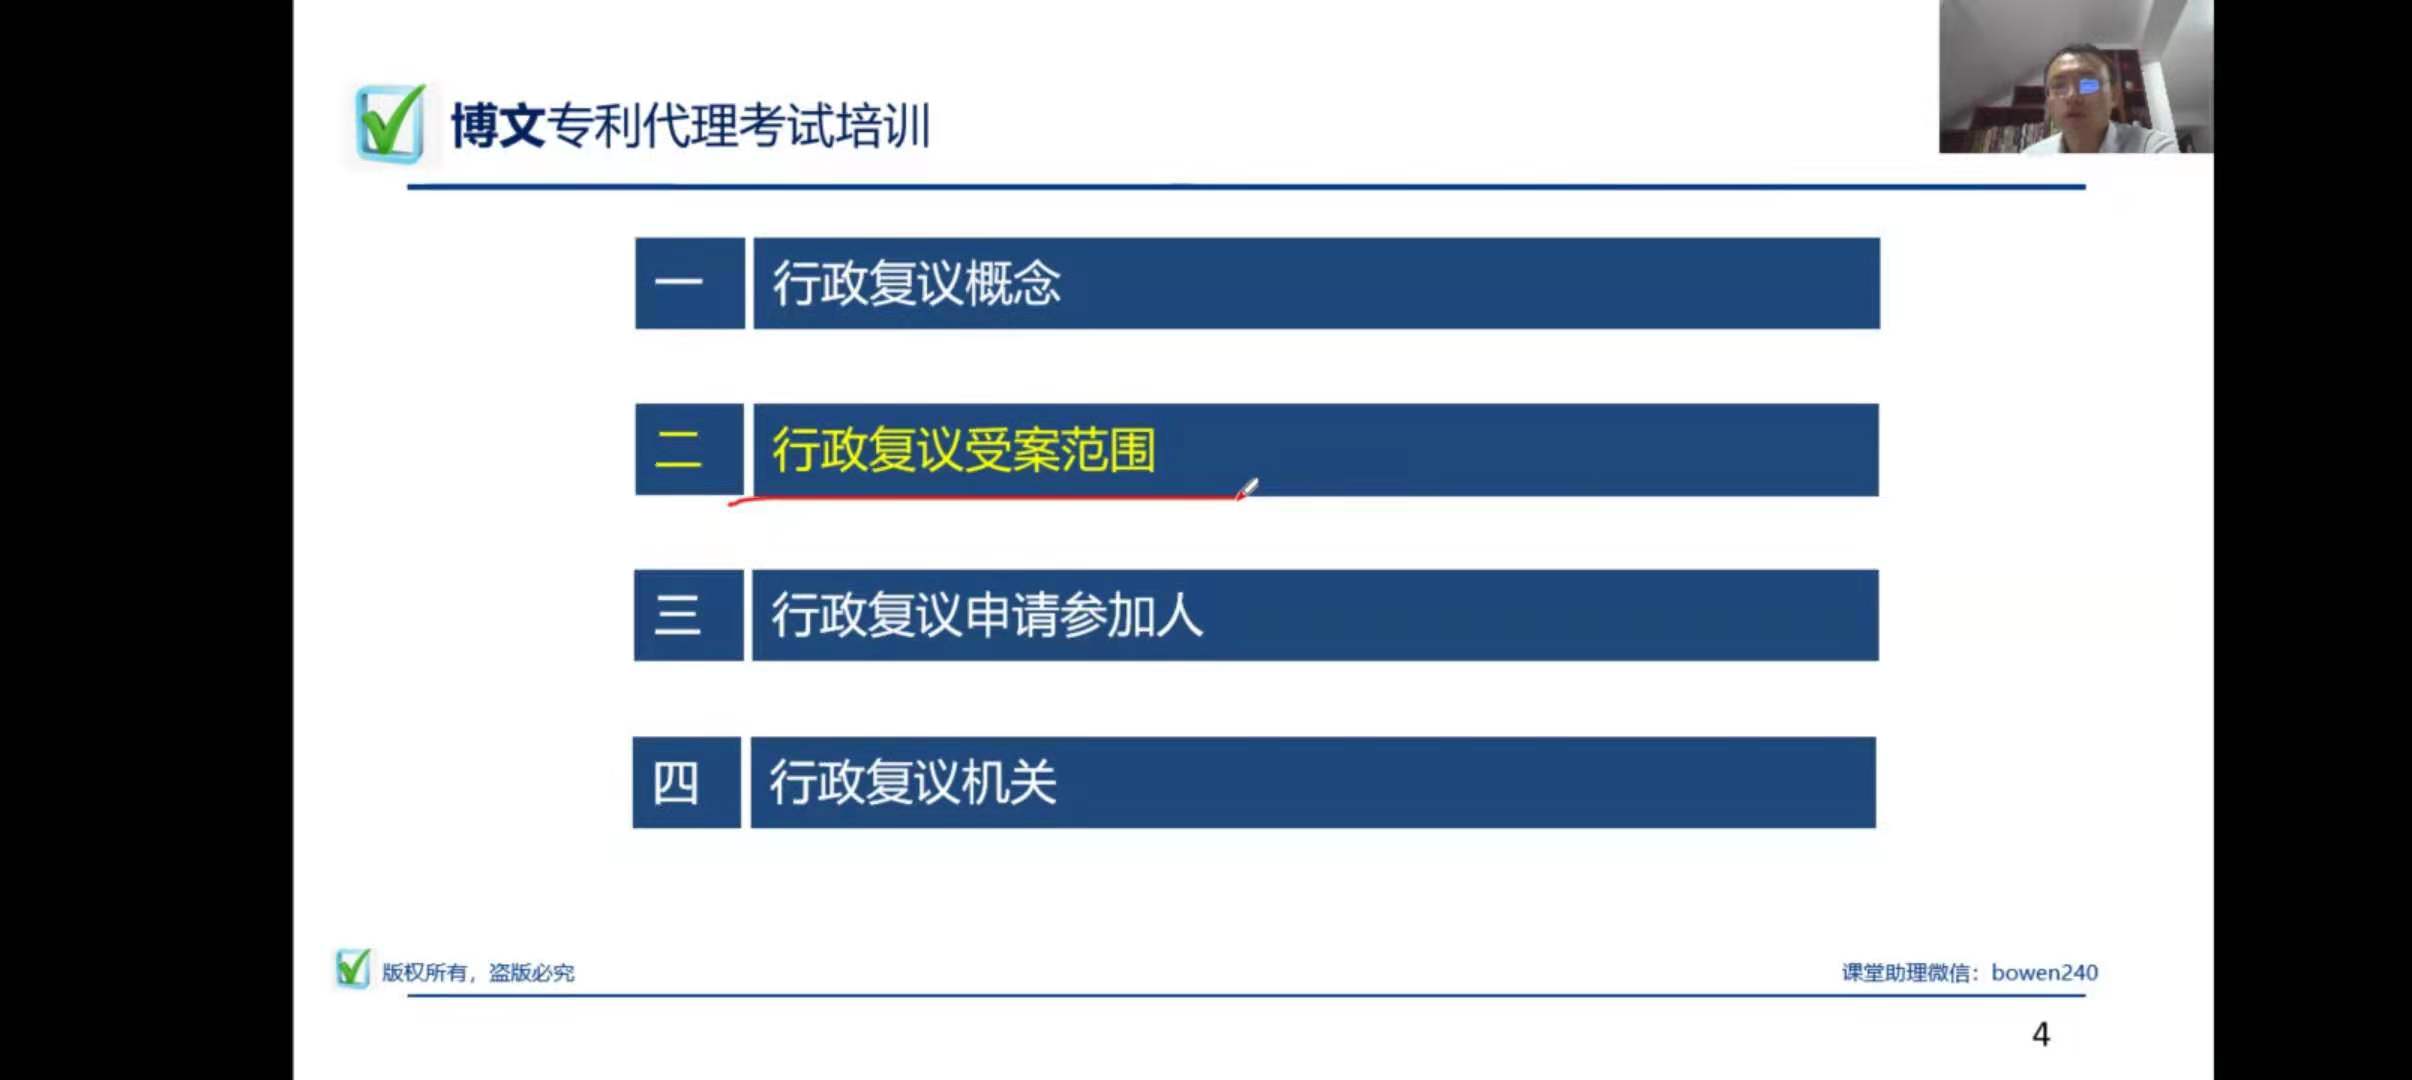 博文专利代理考试培训
一 行政复议概念
二 行政复议受案范围
三 行政复议申请参加人
四 行政复议机关
版权所有，盗版必究
课堂助理微信：bowen240
4